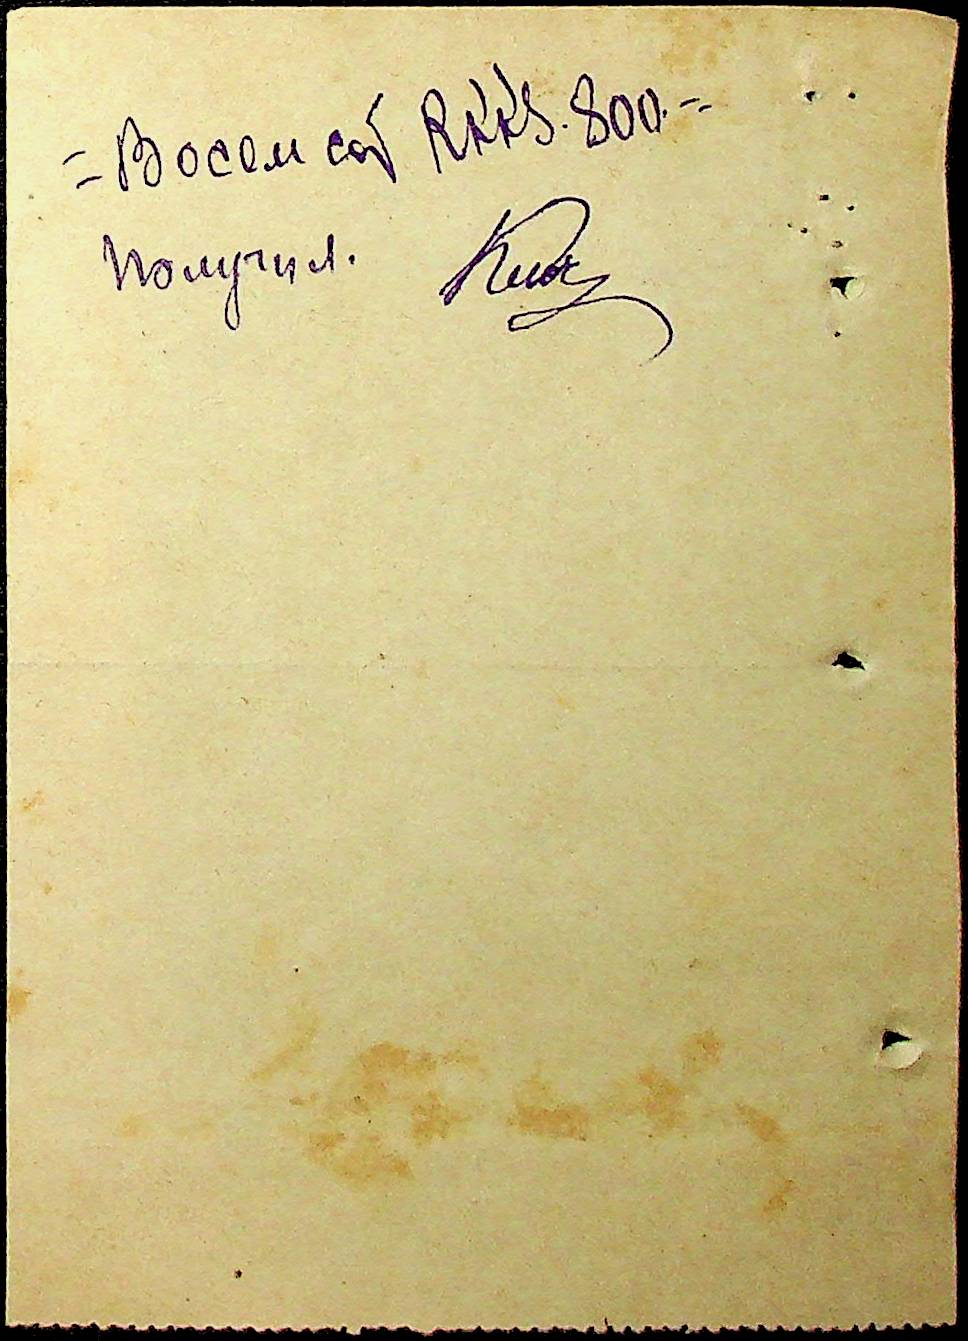 = Восем сот RKKS. 800. =
Получил.